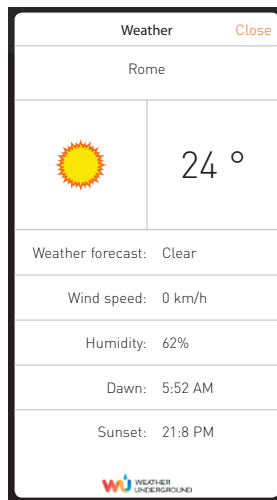 Weather Close
Rome
24 °
Weather forecast: Clear
Wind speed: 0 km/h
Humidity: 62%
Dawn: 5:52 AM
Sunset: 21:8 PM
WU WEATHER
UNDERGROUND